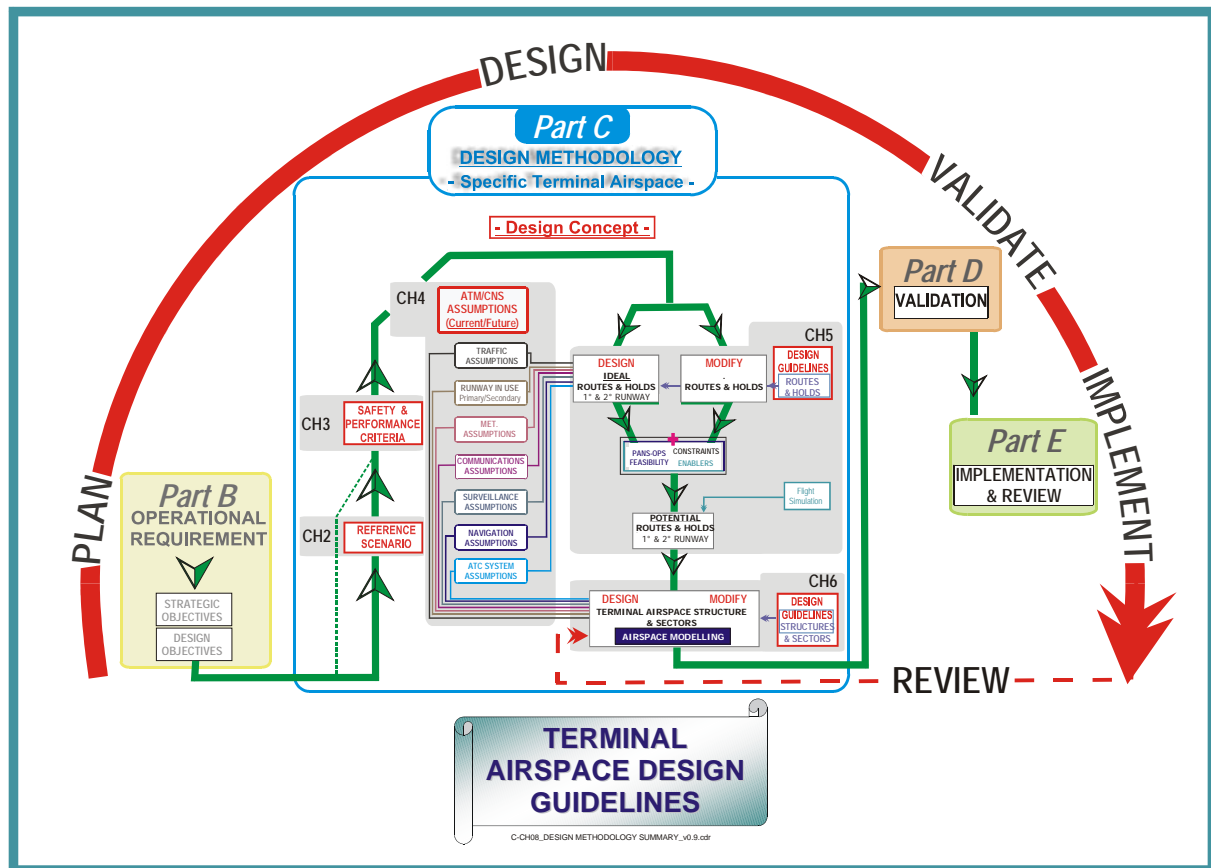 PLAN
DESIGN
VALIDATE
IMPLEMENT
REVIEW
Part C
DESIGN METHODOLOGY
- Specific Terminal Airspace -
- Design Concept -
Part B
OPERATIONAL
REQUIREMENT
STRATEGIC
OBJECTIVES
DESIGN
OBJECTIVES
CH2
REFERENCE
SCENARIO
CH3
SAFETY &
PERFORMANCE
CRITERIA
CH4
ATM/CNS
ASSUMPTIONS
(Current/Future)
TRAFFIC
ASSUMPTIONS
RUNWAY IN USE
Primary/Secondary
MET.
ASSUMPTIONS
COMMUNICATIONS
ASSUMPTIONS
SURVEILLANCE
ASSUMPTIONS
NAVIGATION
ASSUMPTIONS
ATC SYSTEM
ASSUMPTIONS
CH5
DESIGN
IDEAL
ROUTES & HOLDS
1" & 2" RUNWAY
MODIFY
.
ROUTES & HOLDS
DESIGN
GUIDELINES
ROUTES
& HOLDS
+
PANS-OPS
FEASIBILITY
CONSTRAINTS
ENABLERS
Flight
Simulation
POTENTIAL
ROUTES & HOLDS
1" & 2" RUNWAY
CH6
DESIGN MODIFY
TERMINAL AIRSPACE STRUCTURE
& SECTORS
AIRSPACE MODELLING
DESIGN
GUIDELINES
STRUCTURES
& SECTORS
Part D
VALIDATION
Part E
IMPLEMENTATION
& REVIEW
TERMINAL
AIRSPACE DESIGN
GUIDELINES
C-CH08_DESIGN METHODOLOGY SUMMARY_v0.9.cdr